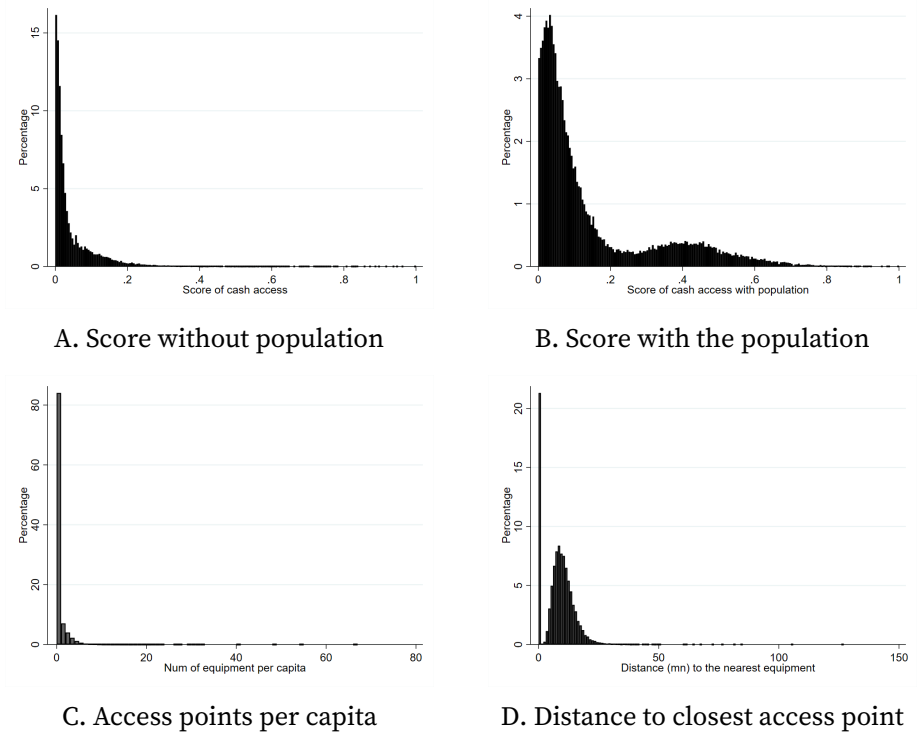 15
10
5
0
Percentage
0 .2 .4 .6 .8 1
Score of cash access
4
3
2
1
0
Percentage
0 .2 .4 .6 .8 1
Score of cash access with population
A. Score without population
B. Score with the population
80
60
40
20
0
Percentage
0 20 40 60 80
Num of equipment per capita
20
15
10
5
0
Percentage
0 50 100 150
Distance (mn) to the nearest equipment
C. Access points per capita
D. Distance to closest access point